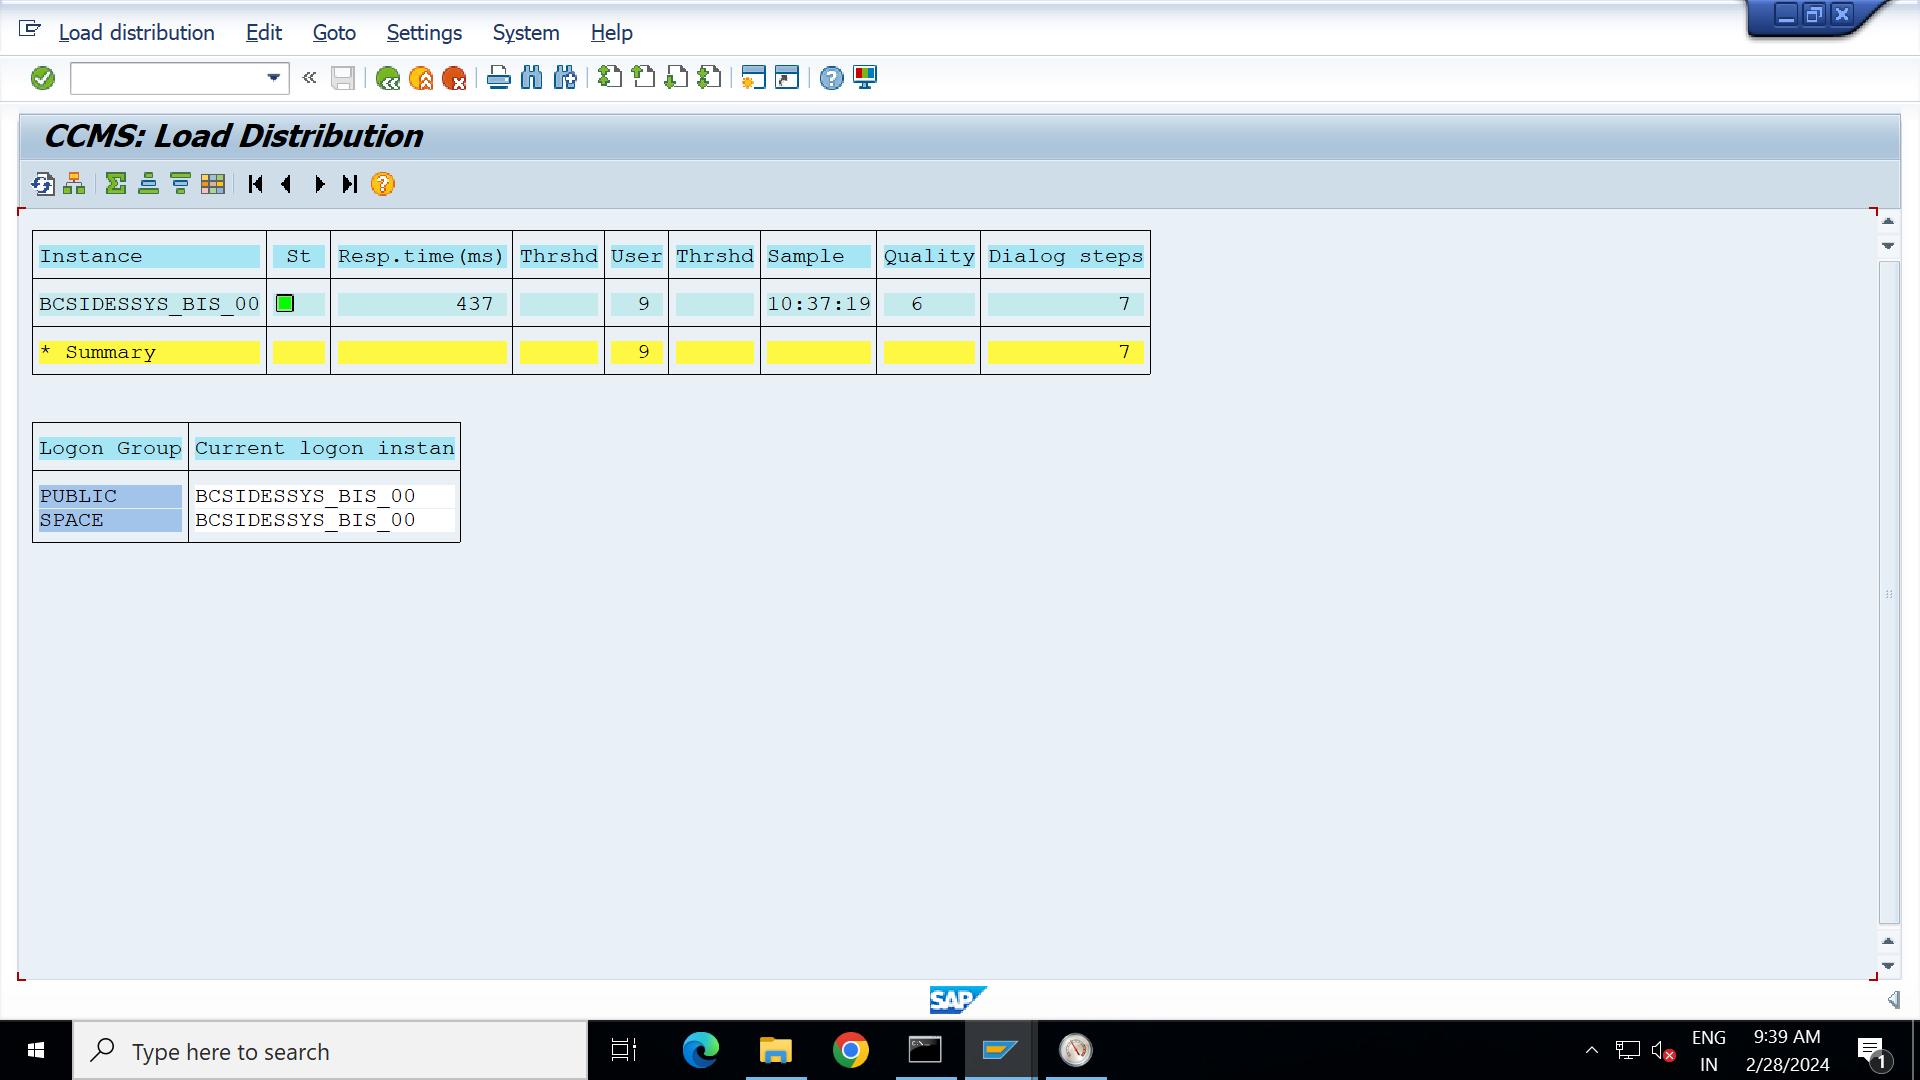 Load distribution Edit Goto Settings System Help
CCMS: Load Distribution
Instance St Resp.time(ms) Thrshd User Thrshd Sample Quality Dialog steps
BCSIDESSYS_BIS_00 437 9 10:37:19 6 7
* Summary 9 7
Logon Group Current logon instan
PUBLIC BCSIDESSYS_BIS_00
SPACE BCSIDESSYS_BIS_00
SAP
Type here to search
ENG 9:39 AM
IN 2/28/2024 1